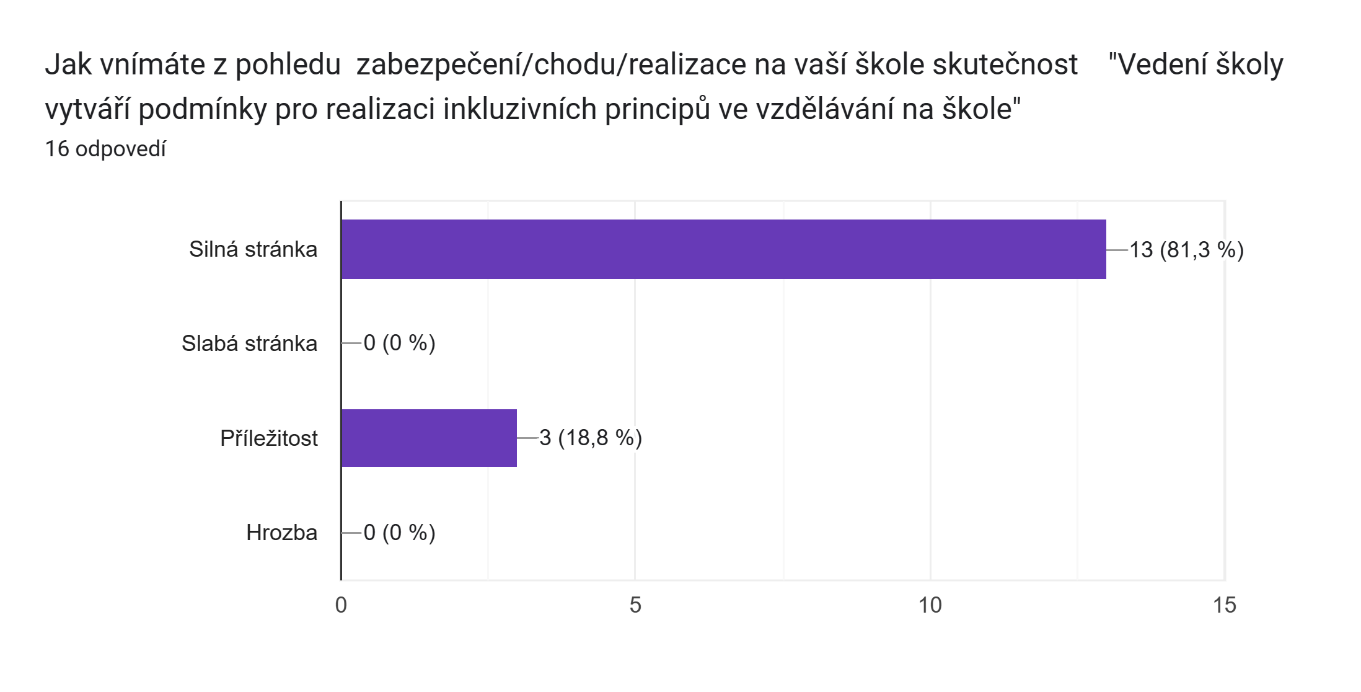 Jak vnímáte z pohledu  zabezpečení/chodu/realizace na vaší škole skutečnost    "Vedení školy
vytváří podmínky pro realizaci inkluzivních principů ve vzdělávání na škole"
16 odpovedí
Silná stránka
13 (81,3 %)
Slabá stránka
0 (0 %)
Příležitost
3 (18,8 %)
Hrozba
0 (0 %)
0 5 10 15